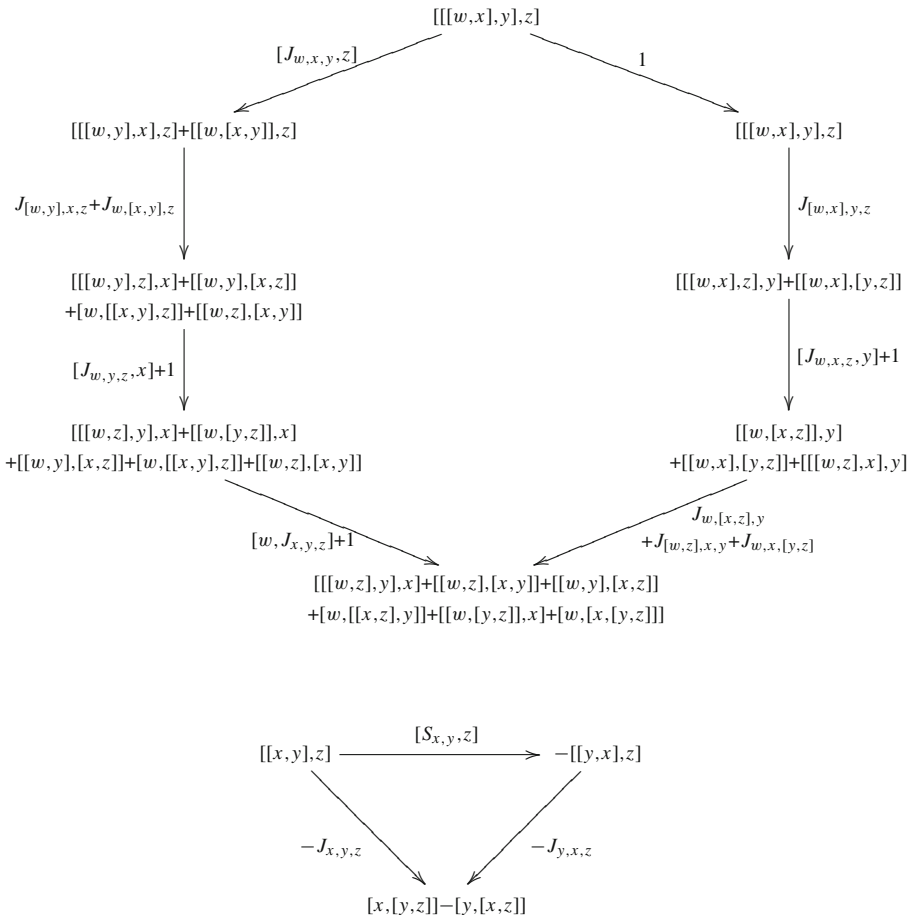 [[[w,x],y],z]
[J_{w,x,y},z]
1
[[[w,y],x],z]+[[w,[x,y]],z]
[[[w,x],y],z]
J_{[w,y],x,z}+J_{w,[x,y],z}
J_{[w,x],y,z}
[[[w,y],z],x]+[[w,y],[x,z]]
+[w,[[x,y],z]]+[[w,z],[x,y]]
[[[w,x],z],y]+[[w,x],[y,z]]
[J_{w,y,z},x]+1
[J_{w,x,z},y]+1
[[[w,z],y],x]+[[w,[y,z]],x]
+[[w,y],[x,z]]+[w,[[x,y],z]]+[[w,z],[x,y]]
[[w,[x,z]],y]
+[[w,x],[y,z]]+[[[w,z],x],y]
[w,J_{x,y,z}]+1
J_{w,[x,z],y}
+J_{[w,z],x,y}+J_{w,x,[y,z]}
[[[w,z],y],x]+[[w,z],[x,y]]+[[w,y],[x,z]]
+[w,[[x,z],y]]+[[w,[y,z]],x]+[w,[x,[y,z]]]
[S_{x,y},z]
[[x,y],z]
−[[y,x],z]
−J_{x,y,z}
−J_{y,x,z}
[x,[y,z]]−[y,[x,z]]